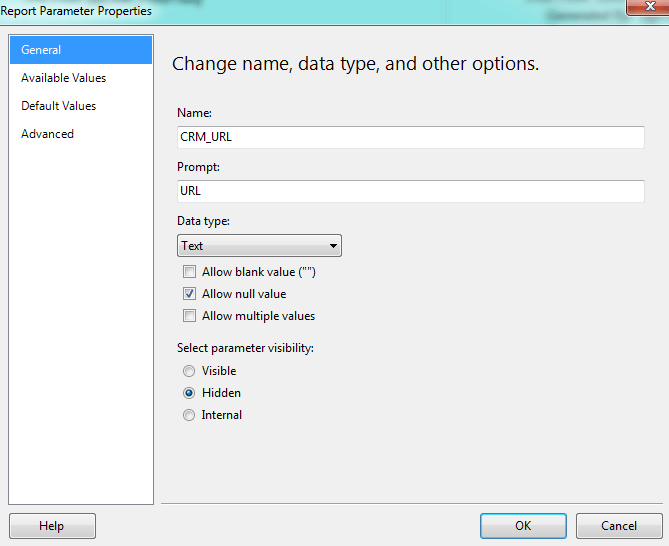 Report Parameter Properties
General
Available Values
Default Values
Advanced
Change name, data type, and other options.
Name:
CRM_URL
Prompt:
URL
Data type:
Text
Allow blank value ("")
Allow null value
Allow multiple values
Select parameter visibility:
Visible
Hidden
Internal
Help
OK
Cancel